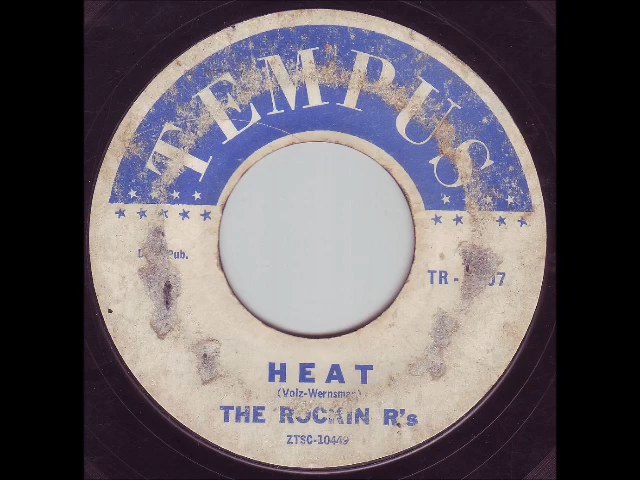 TEMPUS
Pub.
TR -
HEAT
(Volz-Wernsman)
THE ROCKIN R's
ZTSC-10449